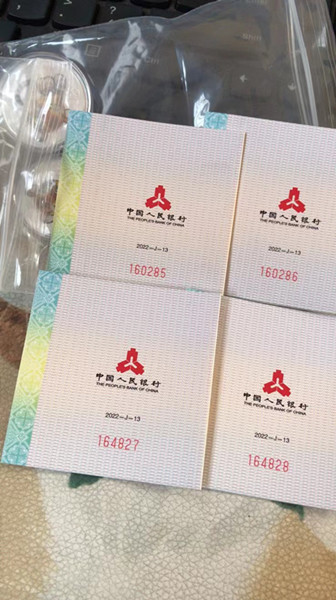 中国人民银行
THE PEOPLE'S BANK OF CHINA
2022-J-13
160285
中国人民银行
THE PEOPLE'S BANK OF CHINA
2022-J-13
160286
中国人民银行
THE PEOPLE'S BANK OF CHINA
2022-J-13
164827
中国人民银行
THE PEOPLE'S BANK OF CHINA
2022-J-13
164828